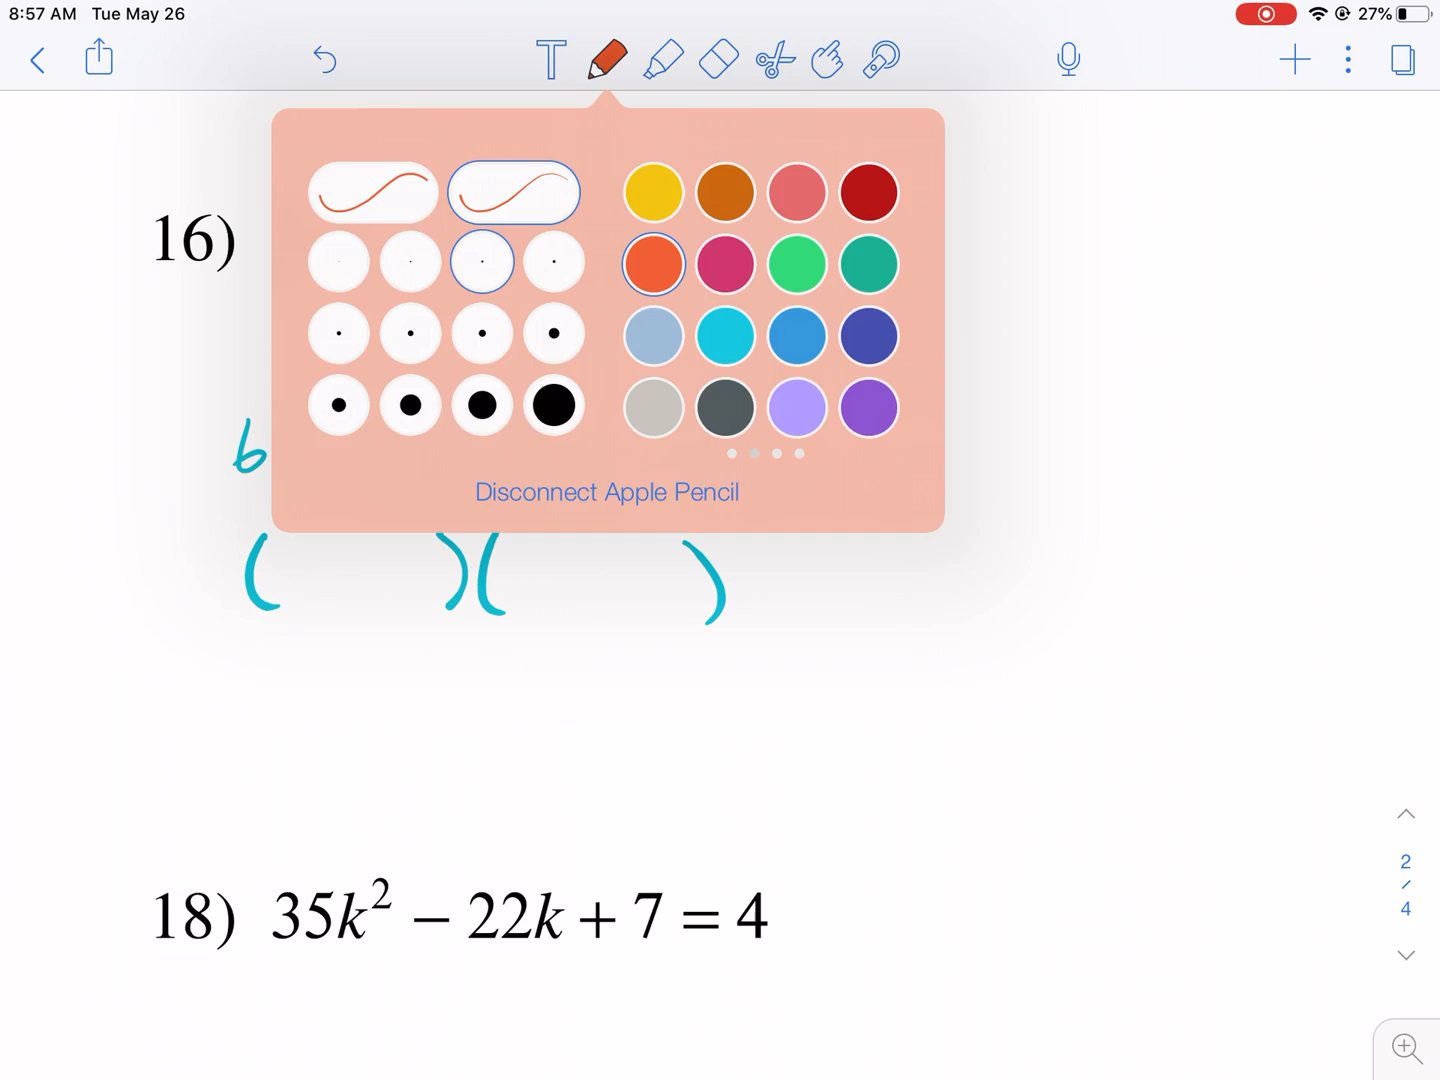 8:57 AM Tue May 26
27%
T
16)
b
Disconnect Apple Pencil
( )( )
2
/
4
18) 35k² − 22k + 7 = 4